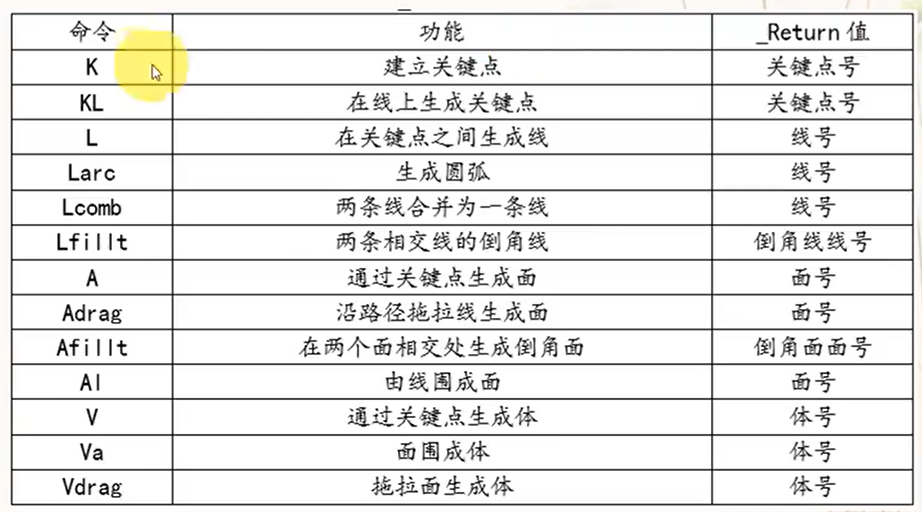 命令 功能 _Return 值
K 建立关键点 关键点号
KL 在线上生成关键点 关键点号
L 在关键点之间生成线 线号
Larc 生成圆弧 线号
Lcomb 两条线合并为一条线 线号
Lfillt 两条相交线的倒角线 倒角线线号
A 通过关键点生成面 面号
Adrag 沿路径拖拉线生成面 面号
Afillt 在两个面相交处生成倒角面 倒角面面号
Al 由线围成面 面号
V 通过关键点生成体 体号
Va 面围成体 体号
Vdrag 拖拉面生成体 体号